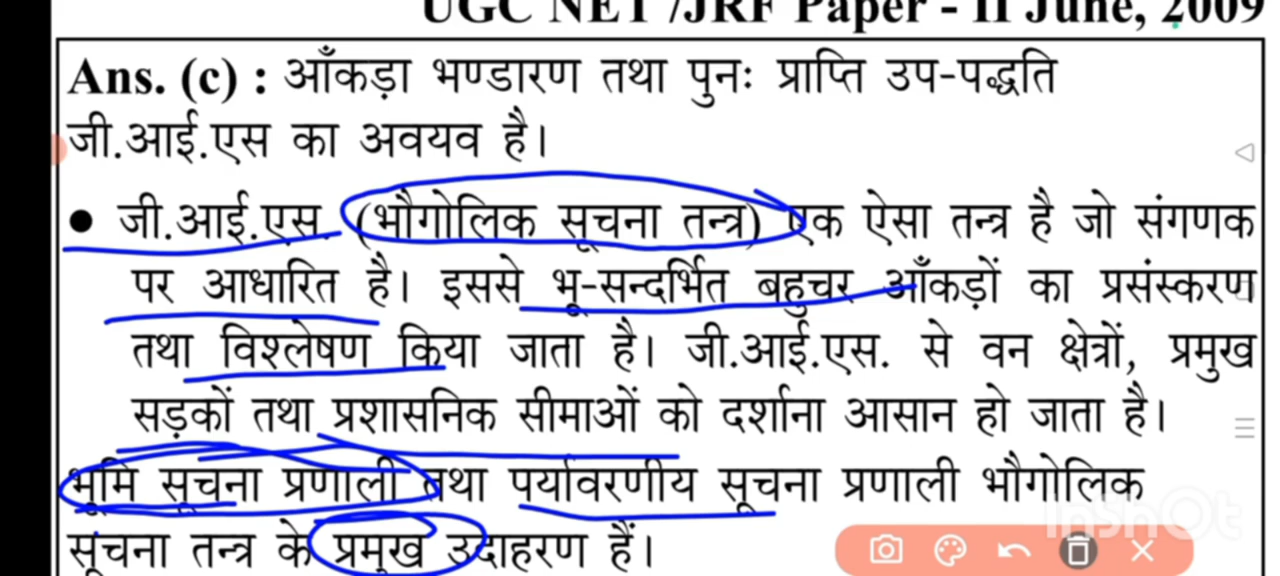 UGC NET /JRF Paper - II June, 2009
Ans. (c) : आँकड़ा भण्डारण तथा पुनः प्राप्ति उप-पद्धति
जी.आई.एस का अवयव है।
● जी.आई.एस. (भौगोलिक सूचना तन्त्र) एक ऐसा तन्त्र है जो संगणक
पर आधारित है। इससे भू-सन्दर्भित बहुचर आँकड़ों का प्रसंस्करण
तथा विश्लेषण किया जाता है। जी.आई.एस. से वन क्षेत्रों, प्रमुख
सड़कों तथा प्रशासनिक सीमाओं को दर्शाना आसान हो जाता है।
भूमि सूचना प्रणाली तथा पर्यावरणीय सूचना प्रणाली भौगोलिक
सूचना तन्त्र के प्रमुख उदाहरण हैं।
InShOt